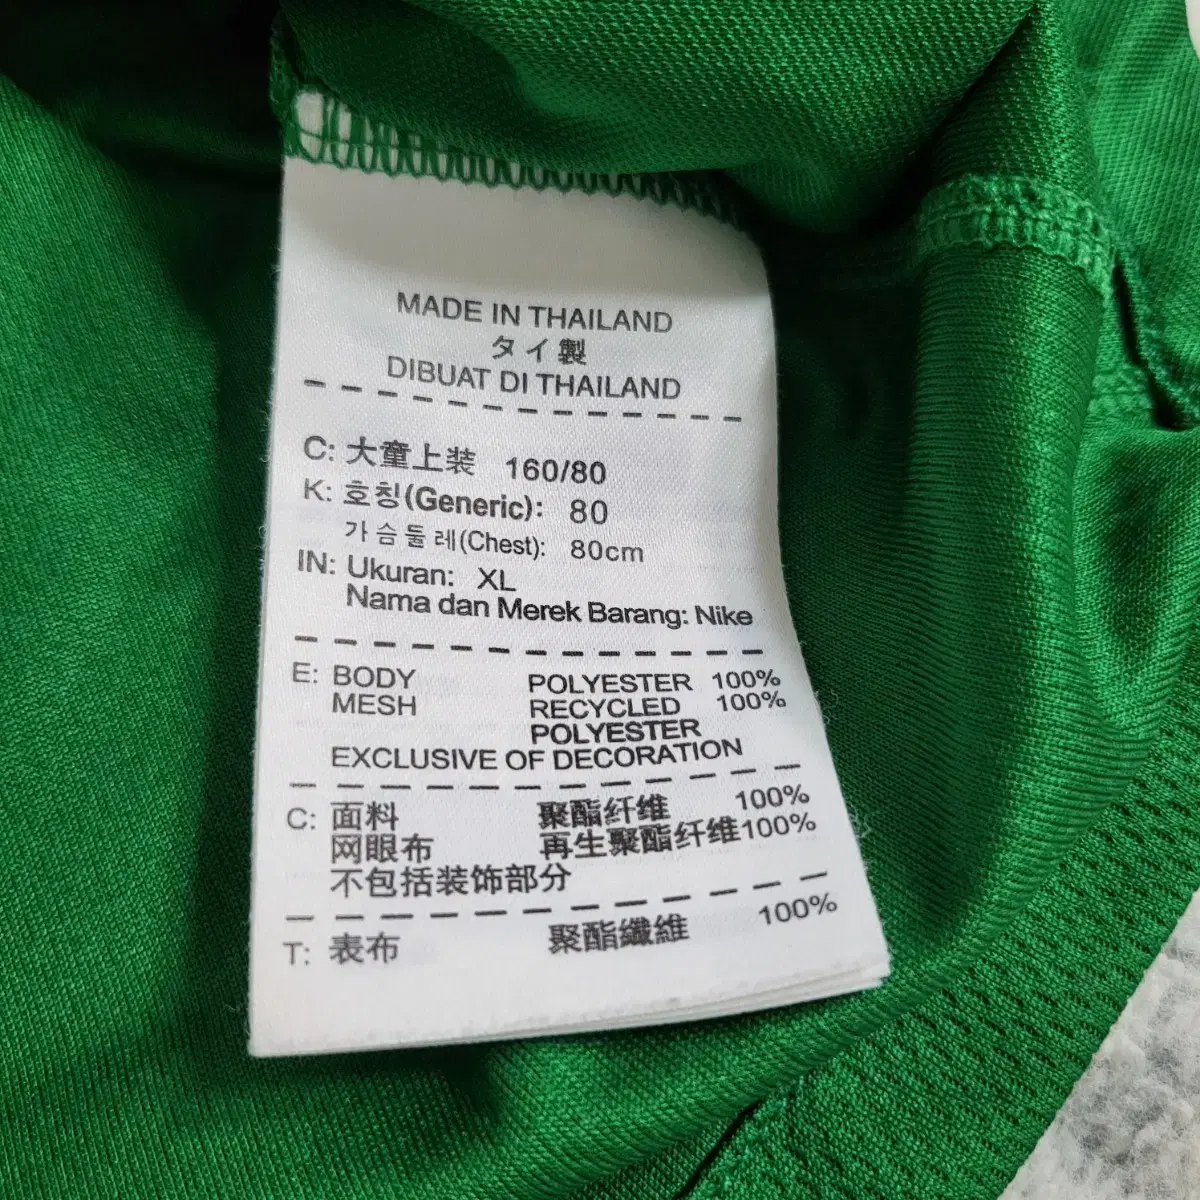 MADE IN THAILAND
タイ製
DIBUAT DI THAILAND
C: 大童上装 160/80
K: 호칭(Generic): 80
가슴둘레(Chest): 80cm
IN: Ukuran: XL
Nama dan Merek Barang: Nike
E: BODY POLYESTER 100%
MESH RECYCLED 100%
POLYESTER
EXCLUSIVE OF DECORATION
C: 面料 聚酯纤维 100%
网眼布 再生聚酯纤维100%
不包括装饰部分
T: 表布 聚酯纖維 100%